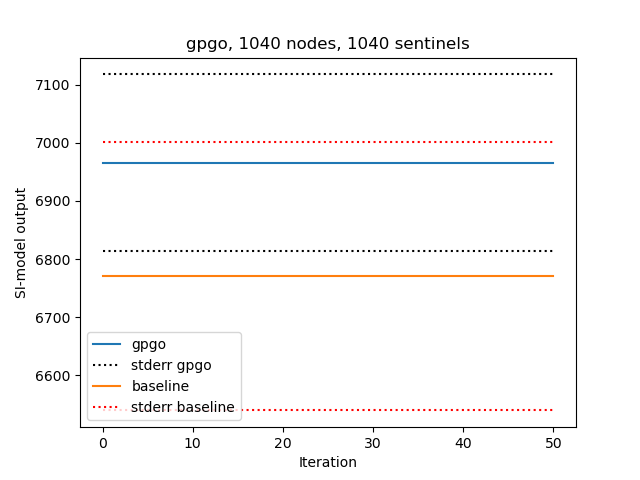 gpgo, 1040 nodes, 1040 sentinels
7100
7000
6900
6800
6700
6600
SI-model output
gpgo
stderr gpgo
baseline
stderr baseline
0 10 20 30 40 50
Iteration